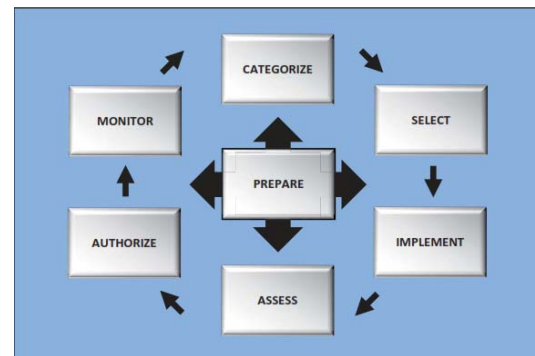 CATEGORIZE
MONITOR
SELECT
PREPARE
AUTHORIZE
IMPLEMENT
ASSESS